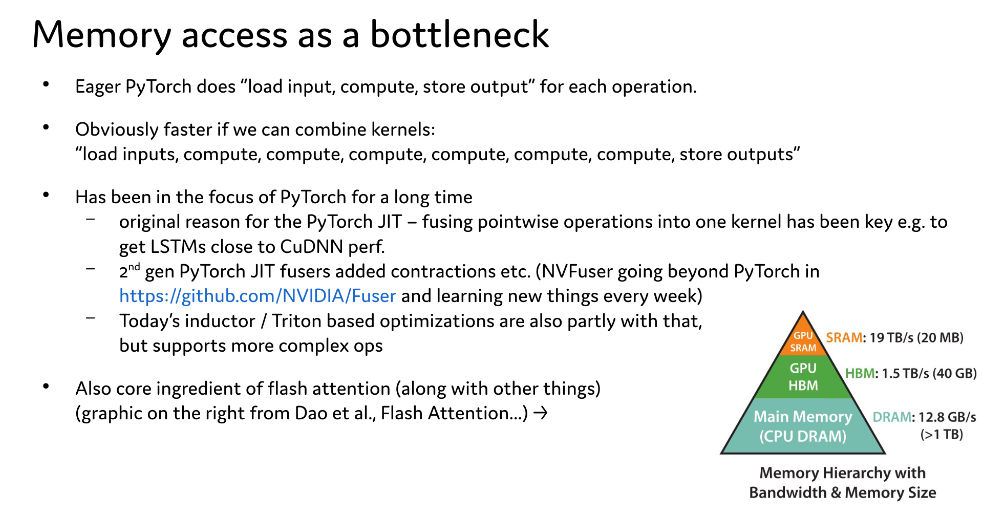 Memory access as a bottleneck
• Eager PyTorch does “load input, compute, store output” for each operation.
• Obviously faster if we can combine kernels:
“load inputs, compute, compute, compute, compute, compute, compute, store outputs”
• Has been in the focus of PyTorch for a long time
– original reason for the PyTorch JIT – fusing pointwise operations into one kernel has been key e.g. to
get LSTMs close to CuDNN perf.
– 2nd gen PyTorch JIT fusers added contractions etc. (NVFuser going beyond PyTorch in
https://github.com/NVIDIA/Fuser and learning new things every week)
– Today’s inductor / Triton based optimizations are also partly with that,
but supports more complex ops
• Also core ingredient of flash attention (along with other things)
(graphic on the right from Dao et al., Flash Attention...) →
GPU
SRAM
SRAM: 19 TB/s (20 MB)
GPU
HBM
HBM: 1.5 TB/s (40 GB)
Main Memory
(CPU DRAM)
DRAM: 12.8 GB/s
(>1 TB)
Memory Hierarchy with
Bandwidth & Memory Size